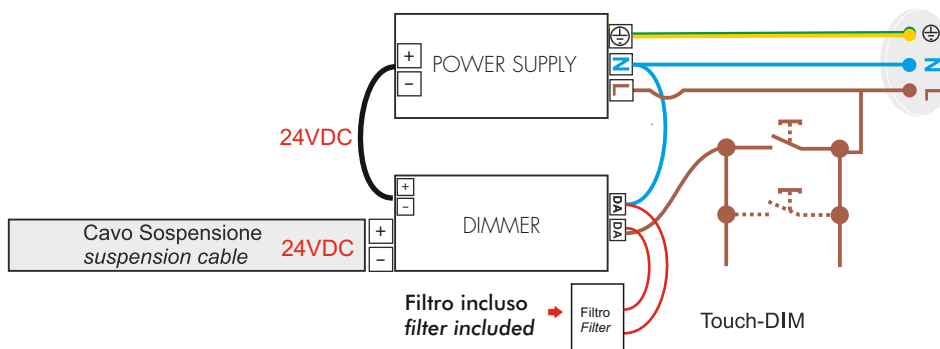 +
−
POWER SUPPLY
N
L
N
L
24VDC
+
−
DIMMER
DA
DA
Cavo Sospensione
suspension cable
24VDC
+
−
Filtro incluso
filter included
Filtro
Filter
Touch-DIM